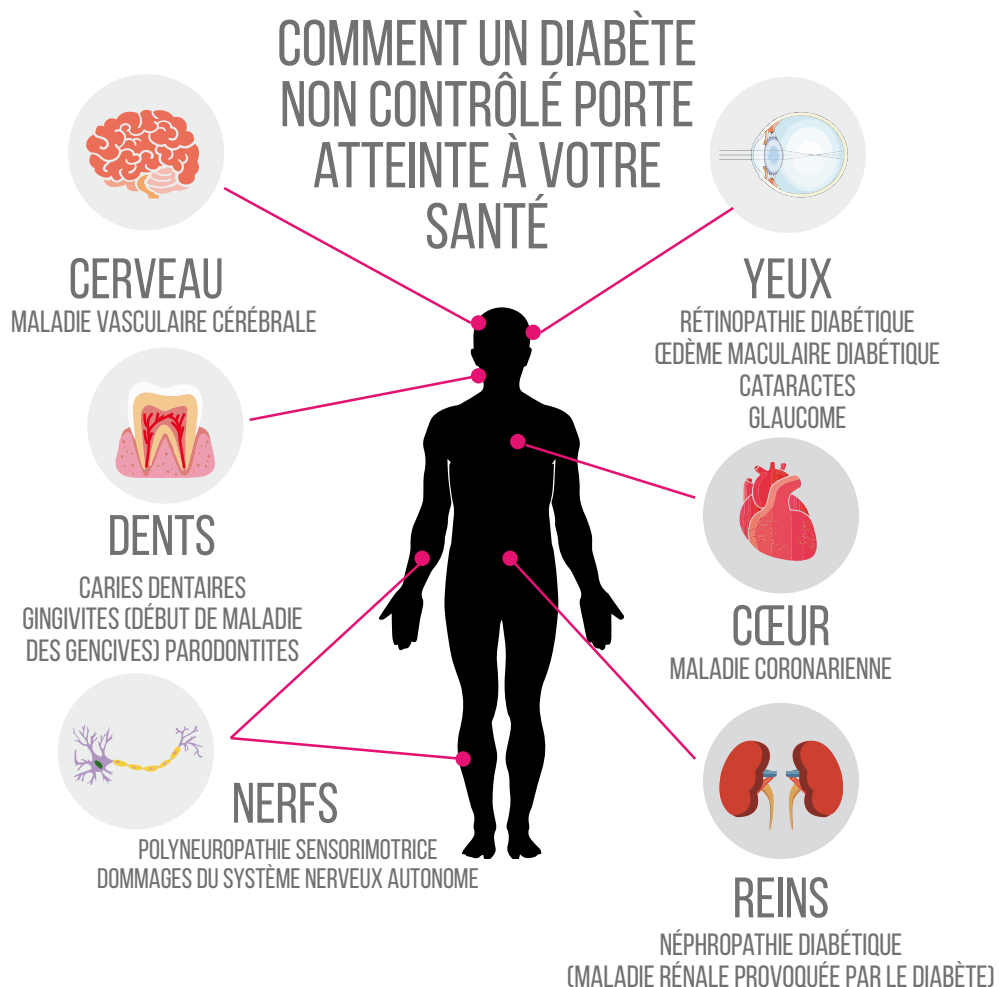 COMMENT UN DIABÈTE
NON CONTRÔLÉ PORTE
ATTEINTE À VOTRE
SANTÉ
CERVEAU
MALADIE VASCULAIRE CÉRÉBRALE
YEUX
RÉTINOPATHIE DIABÉTIQUE
ŒDÈME MACULAIRE DIABÉTIQUE
CATARACTES
GLAUCOME
DENTS
CARIES DENTAIRES
GINGIVITES (DÉBUT DE MALADIE
DES GENCIVES) PARODONTITES
CŒUR
MALADIE CORONARIENNE
NERFS
POLYNEUROPATHIE SENSORIMOTRICE
DOMMAGES DU SYSTÈME NERVEUX AUTONOME
REINS
NÉPHROPATHIE DIABÉTIQUE
(MALADIE RÉNALE PROVOQUÉE PAR LE DIABÈTE)